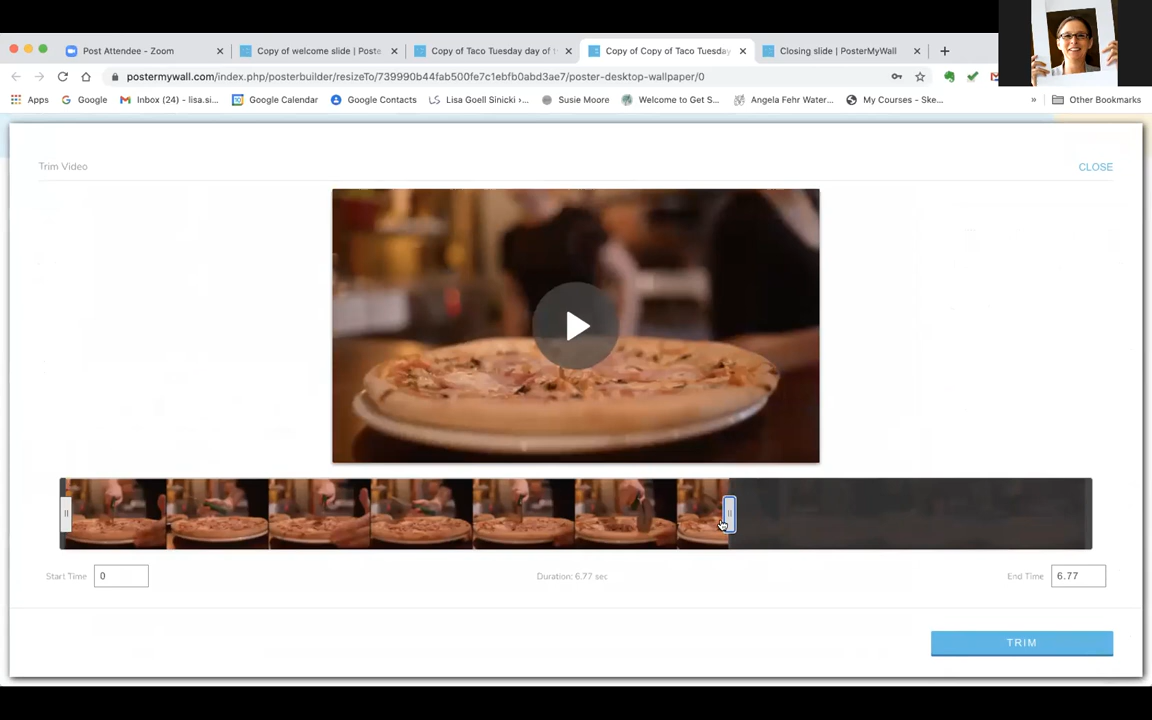 Post Attendee - Zoom
Copy of welcome slide | Poste
Copy of Taco Tuesday day of t
Copy of Copy of Taco Tuesday
Closing slide | PosterMyWall
postermywall.com/index.php/posterbuilder/resizeTo/739990b44fab500fe7c1ebfb0abd3ae7/poster-desktop-wallpaper/0
Apps
Google
Inbox (24) - lisa.si...
Google Calendar
Google Contacts
Lisa Goell Sinicki >...
Susie Moore
Welcome to Get S...
Angela Fehr Water...
My Courses - Ske...
»
Other Bookmarks
Trim Video
CLOSE
Start Time
0
Duration: 6.77 sec
End Time
6.77
TRIM